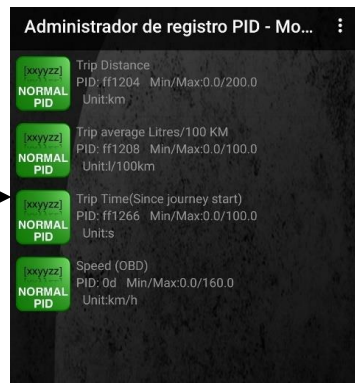 Administrador de registro PID - Mo...
[xxyyzz]
NORMAL
PID
Trip Distance
PID: ff1204 Min/Max:0.0/200.0
Unit:km
[xxyyzz]
NORMAL
PID
Trip average Litres/100 KM
PID: ff1208 Min/Max:0.0/100.0
Unit:l/100km
[xxyyzz]
NORMAL
PID
Trip Time(Since journey start)
PID: ff1266 Min/Max:0.0/100.0
Unit:s
[xxyyzz]
NORMAL
PID
Speed (OBD)
PID: 0d Min/Max:0.0/160.0
Unit:km/h